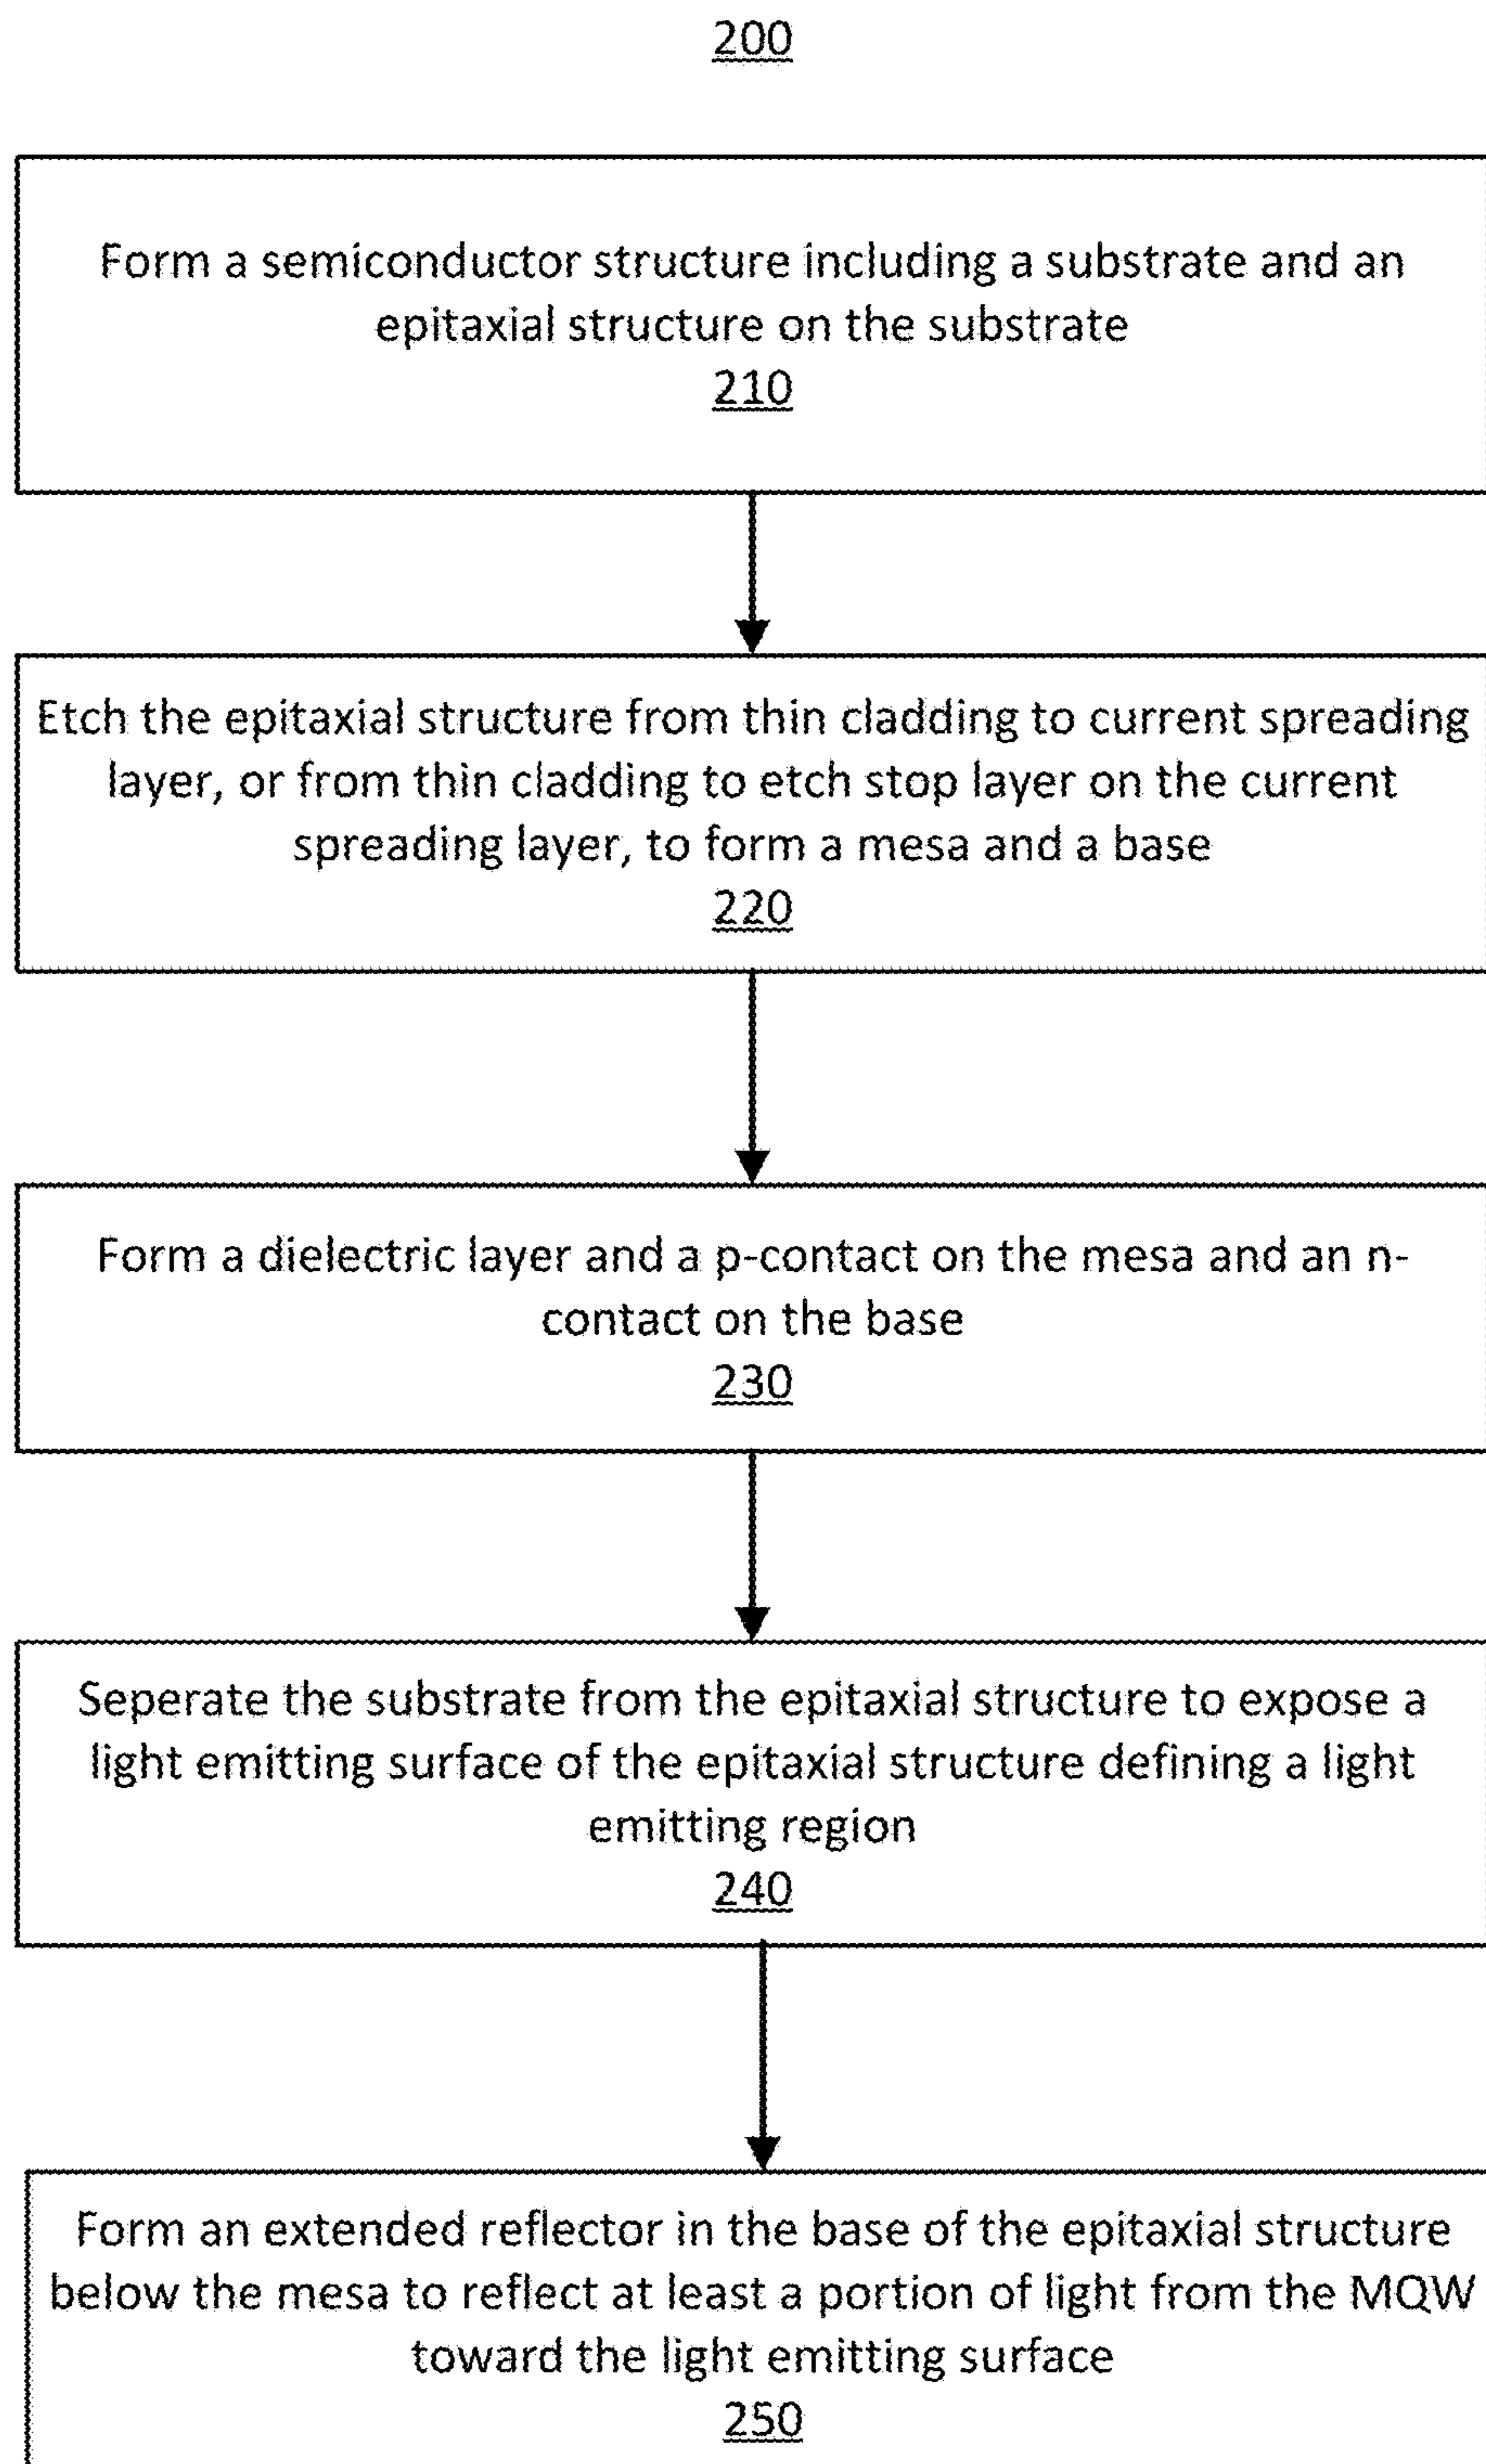 200
Form a semiconductor structure including a substrate and an
epitaxial structure on the substrate
210
Etch the epitaxial structure from thin cladding to current spreading
layer, or from thin cladding to etch stop layer on the current
spreading layer, to form a mesa and a base
220
Form a dielectric layer and a p-contact on the mesa and an n-
contact on the base
230
Seperate the substrate from the epitaxial structure to expose a
light emitting surface of the epitaxial structure defining a light
emitting region
240
Form an extended reflector in the base of the epitaxial structure
below the mesa to reflect at least a portion of light from the MQW
toward the light emitting surface
250